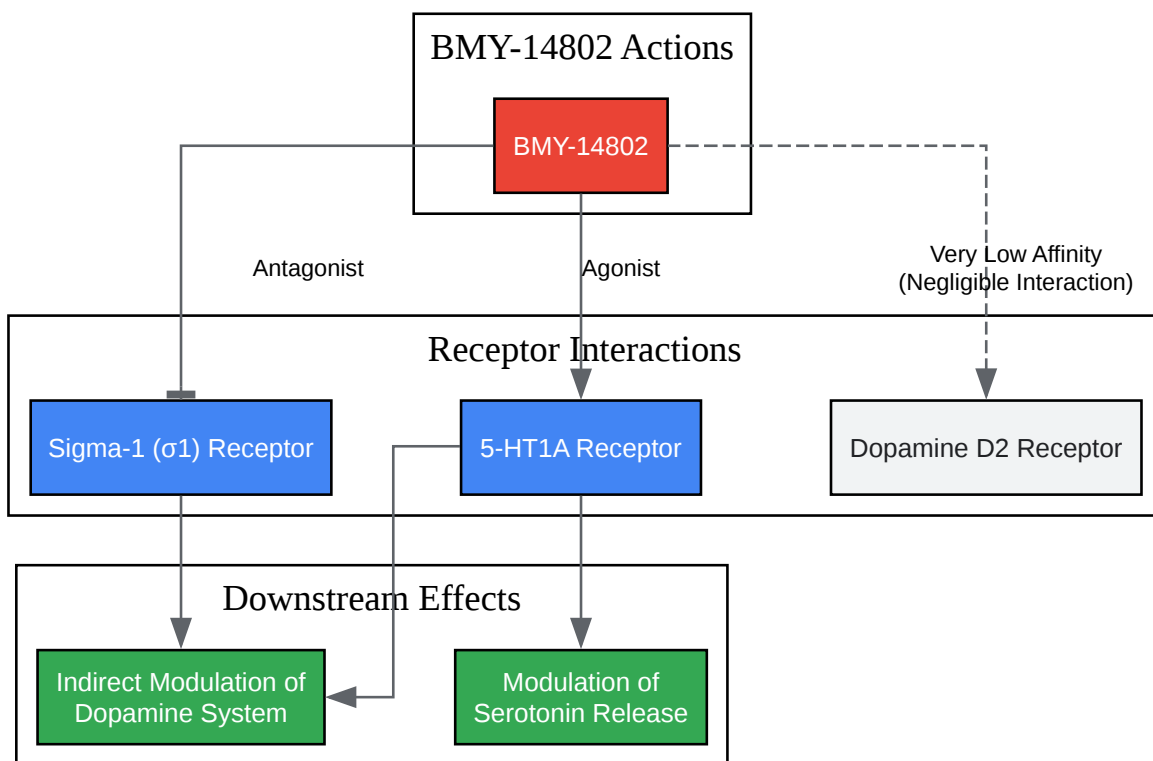 BMY-14802 Actions
BMY-14802
Antagonist
Agonist
Very Low Affinity
(Negligible Interaction)
Receptor Interactions
Sigma-1 (σ1) Receptor
5-HT1A Receptor
Dopamine D2 Receptor
Downstream Effects
Indirect Modulation of
Dopamine System
Modulation of
Serotonin Release